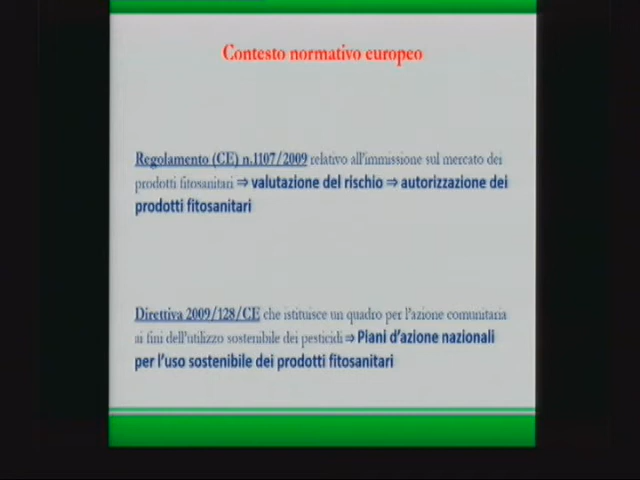 Contesto normativo europeo
Regolamento (CE) n.1107/2009 relativo all'immissione sul mercato dei
prodotti fitosanitari ⇒ valutazione del rischio ⇒ autorizzazione dei
prodotti fitosanitari
Direttiva 2009/128/CE che istituisce un quadro per l'azione comunitaria
ai fini dell'utilizzo sostenibile dei pesticidi ⇒ Piani d'azione nazionali
per l'uso sostenibile dei prodotti fitosanitari